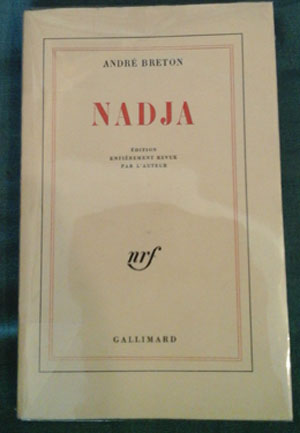 ANDRÉ BRETON
NADJA
ÉDITION
ENTIÈREMENT REVUE
PAR L'AUTEUR
nrf
GALLIMARD